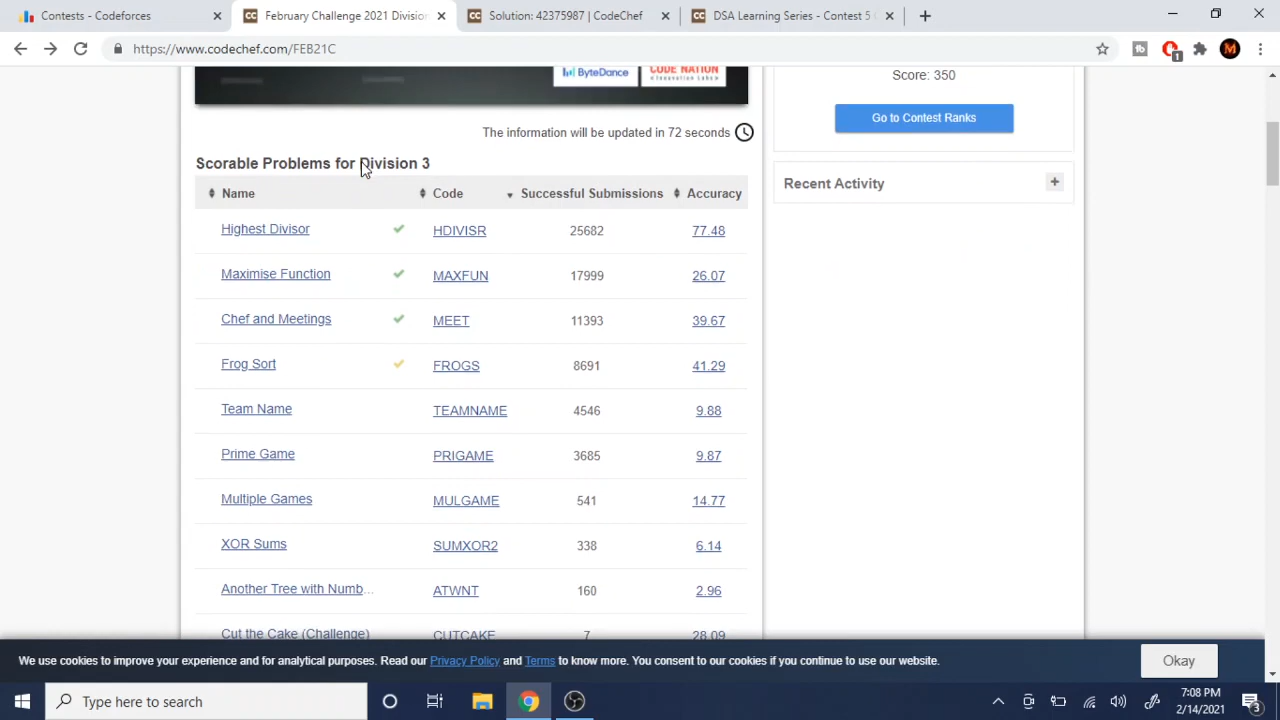 Contests - Codeforces
February Challenge 2021 Division
Solution: 42375987 | CodeChef
DSA Learning Series - Contest 5
https://www.codechef.com/FEB21C
M
1
ByteDance
CODE NATION
Score: 350
Go to Contest Ranks
The information will be updated in 72 seconds
Recent Activity +
Scorable Problems for Division 3
Name Code Successful Submissions Accuracy
Highest Divisor HDIVISR 25682 77.48
Maximise Function MAXFUN 17999 26.07
Chef and Meetings MEET 11393 39.67
Frog Sort FROGS 8691 41.29
Team Name TEAMNAME 4546 9.88
Prime Game PRIGAME 3685 9.87
Multiple Games MULGAME 541 14.77
XOR Sums SUMXOR2 338 6.14
Another Tree with Numb... ATWNT 160 2.96
Cut the Cake (Challenge) CUTCAKE 7 28.09
We use cookies to improve your experience and for analytical purposes. Read our Privacy Policy and Terms to know more. You consent to our cookies if you continue to use our website.
Okay
Type here to search
7:08 PM
2/14/2021
3